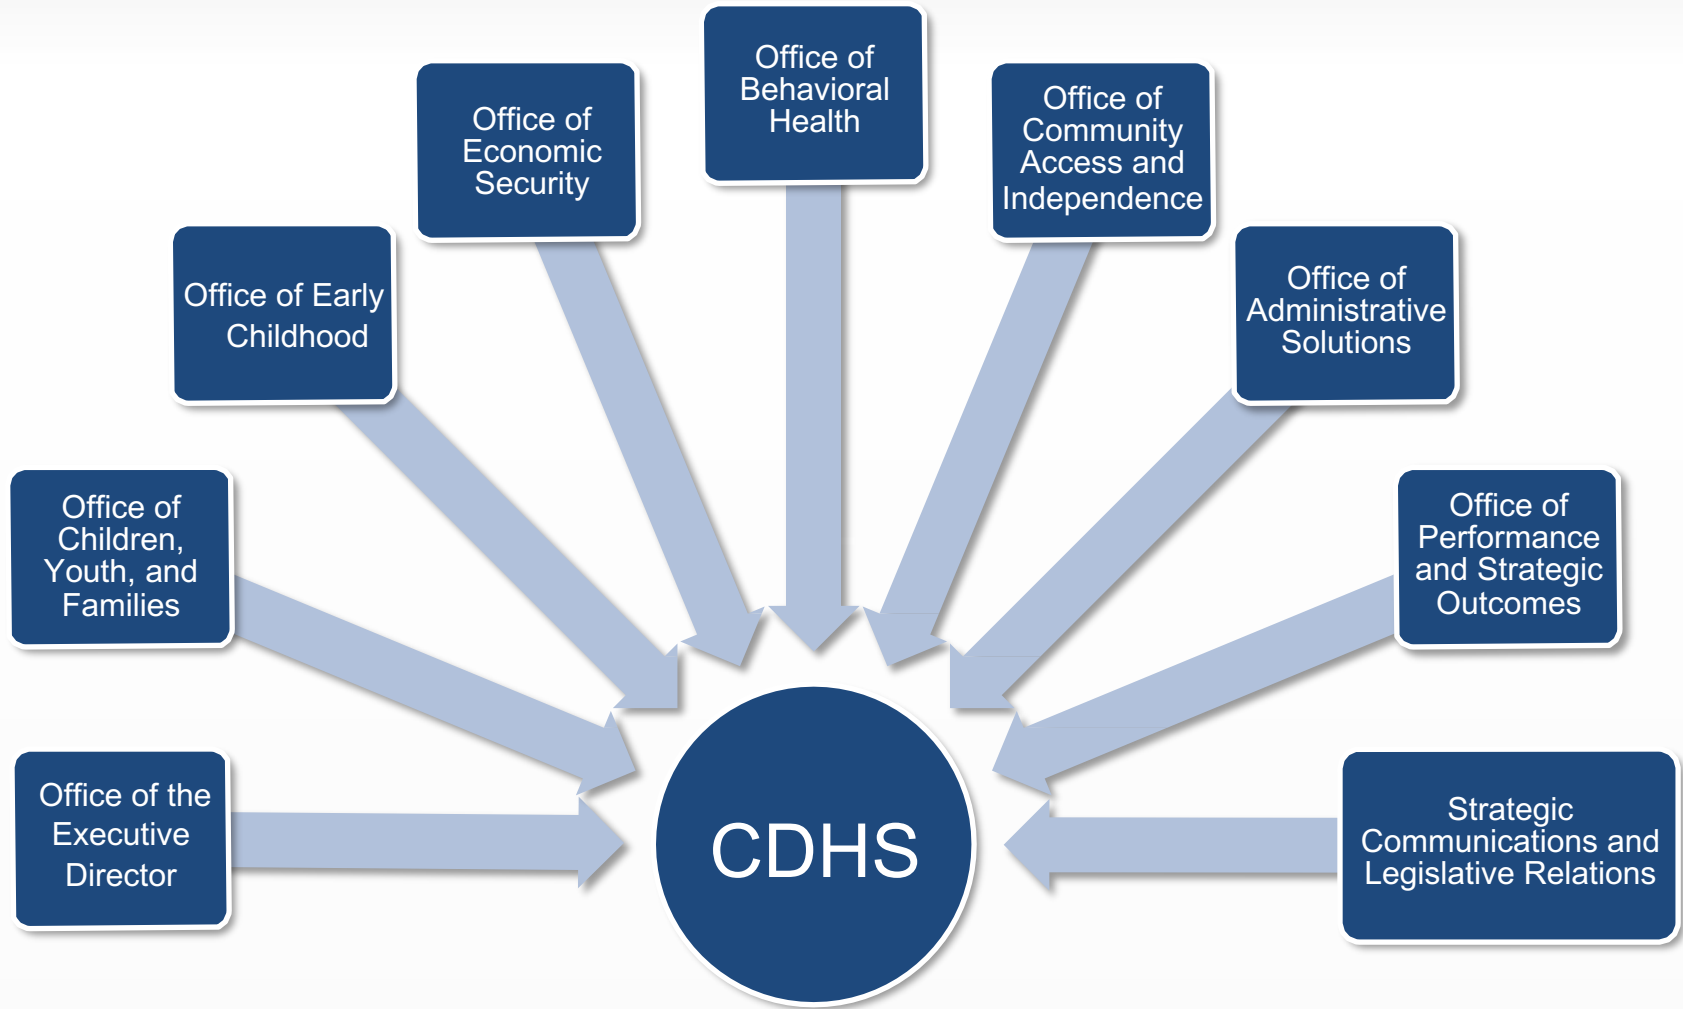 Office of
Behavioral
Health
Office of
Economic
Security
Office of
Community
Access and
Independence
Office of Early
Childhood
Office of
Administrative
Solutions
Office of
Children,
Youth, and
Families
Office of
Performance
and Strategic
Outcomes
Office of the
Executive
Director
CDHS
Strategic
Communications and
Legislative Relations